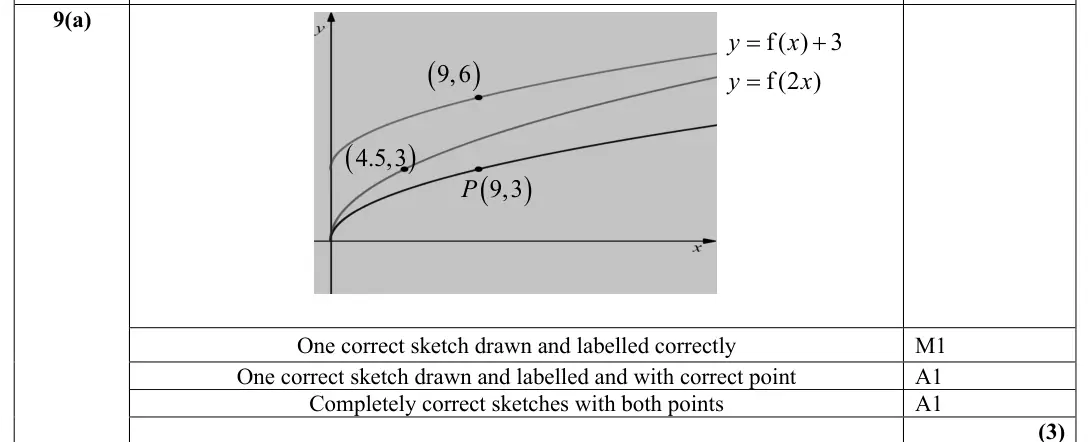 9(a)
y
y = f(x) + 3
(9, 6)
y = f(2x)
(4.5, 3)
P(9, 3)
x
One correct sketch drawn and labelled correctly M1
One correct sketch drawn and labelled and with correct point A1
Completely correct sketches with both points A1
(3)